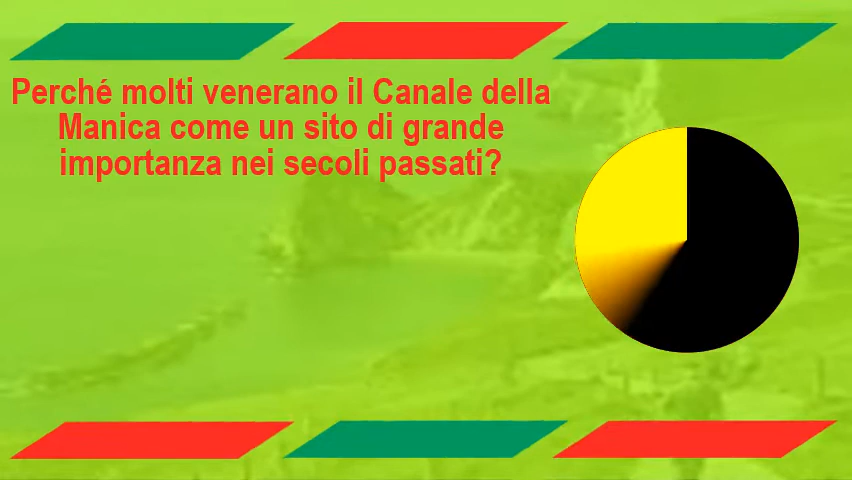 Perché molti venerano il Canale della
Manica come un sito di grande
importanza nei secoli passati?